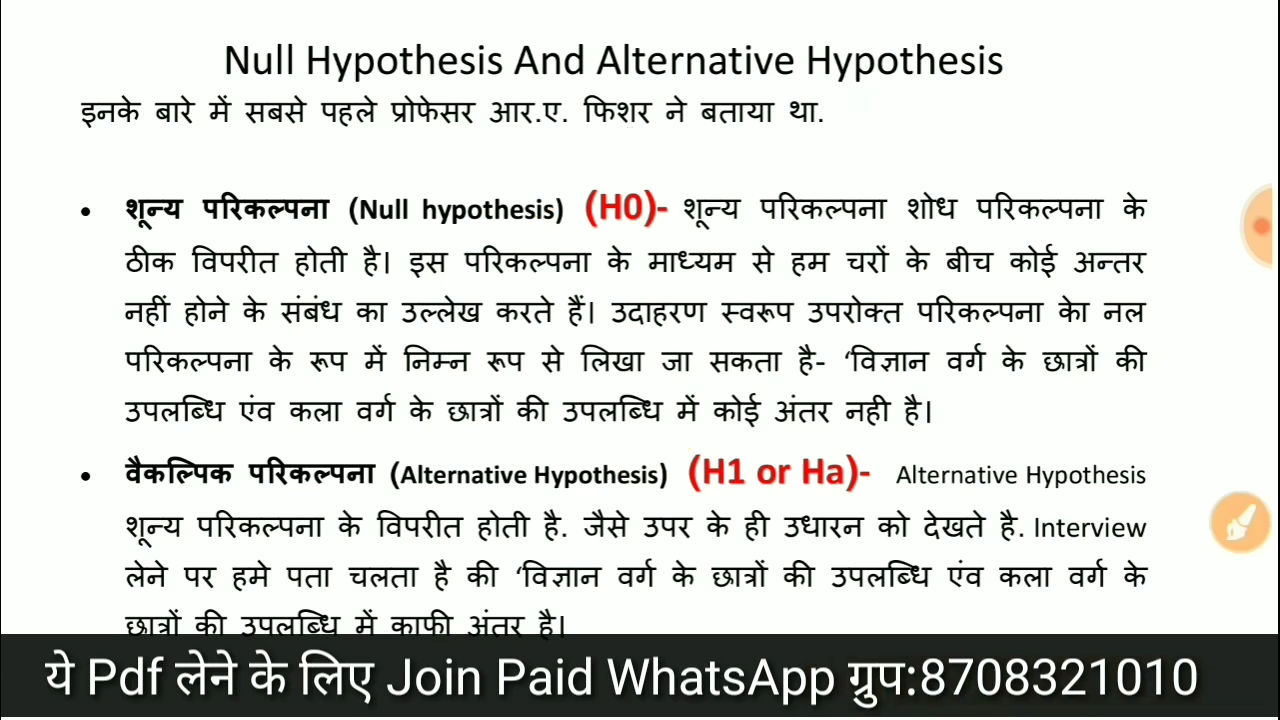 Null Hypothesis And Alternative Hypothesis
इनके बारे में सबसे पहले प्रोफेसर आर.ए. फिशर ने बताया था.
• शून्य परिकल्पना (Null hypothesis) (H0)- शून्य परिकल्पना शोध परिकल्पना के
ठीक विपरीत होती है। इस परिकल्पना के माध्यम से हम चरों के बीच कोई अन्तर
नहीं होने के संबंध का उल्लेख करते हैं। उदाहरण स्वरूप उपरोक्त परिकल्पना केा नल
परिकल्पना के रूप में निम्न रूप से लिखा जा सकता है- ‘विज्ञान वर्ग के छात्रों की
उपलब्धि एंव कला वर्ग के छात्रों की उपलब्धि में कोई अंतर नही है।
• वैकल्पिक परिकल्पना (Alternative Hypothesis) (H1 or Ha)- Alternative Hypothesis
शून्य परिकल्पना के विपरीत होती है. जैसे उपर के ही उधारन को देखते है. Interview
लेने पर हमे पता चलता है की ‘विज्ञान वर्ग के छात्रों की उपलब्धि एंव कला वर्ग के
छात्रों की उपलब्धि में काफी अंतर है।
ये Pdf लेने के लिए Join Paid WhatsApp ग्रुप:8708321010